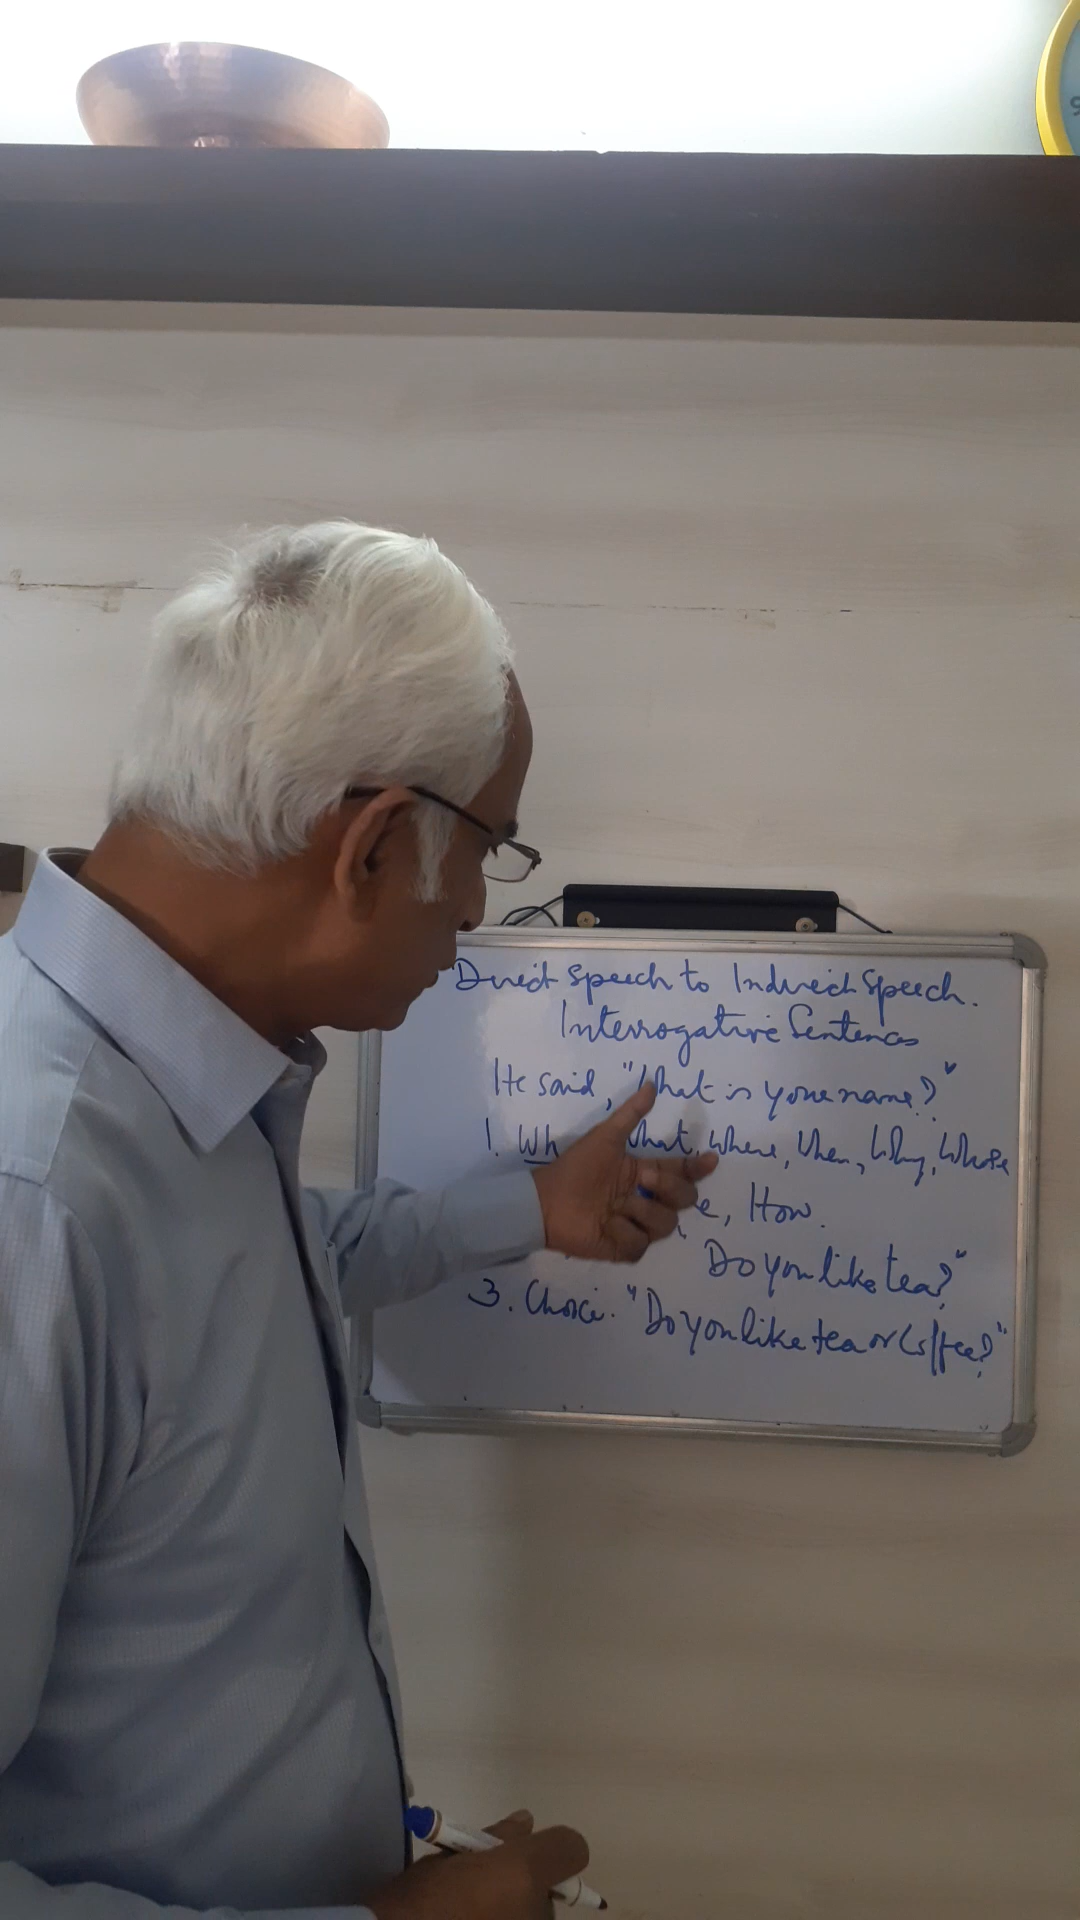 Direct Speech to Indirect Speech.
Interrogative Sentences
He said, "What is your name?"
1. Wh What, Where, When, Why, Whose
e, How.
"Do you like tea?"
3. Choice. "Do you like tea or Coffee?"